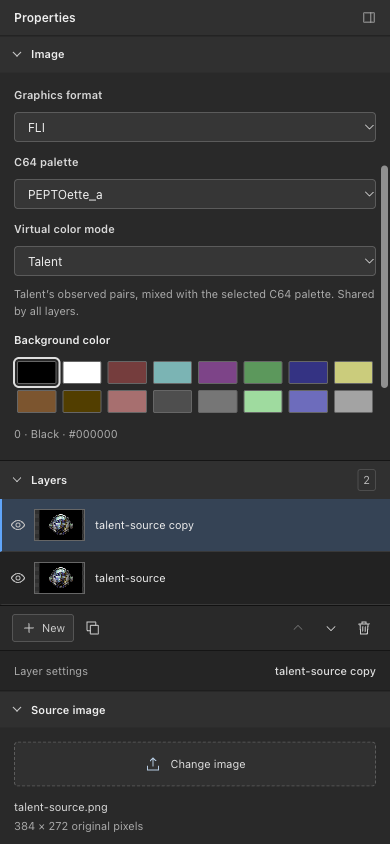 Properties
Image
Graphics format
FLI
C64 palette
PEPTOette_a
Virtual color mode
Talent
Talent's observed pairs, mixed with the selected C64 palette. Shared
by all layers.
Background color
0 · Black · #000000
Layers
2
talent-source copy
talent-source
New
Layer settings
talent-source copy
Source image
Change image
talent-source.png
384 × 272 original pixels